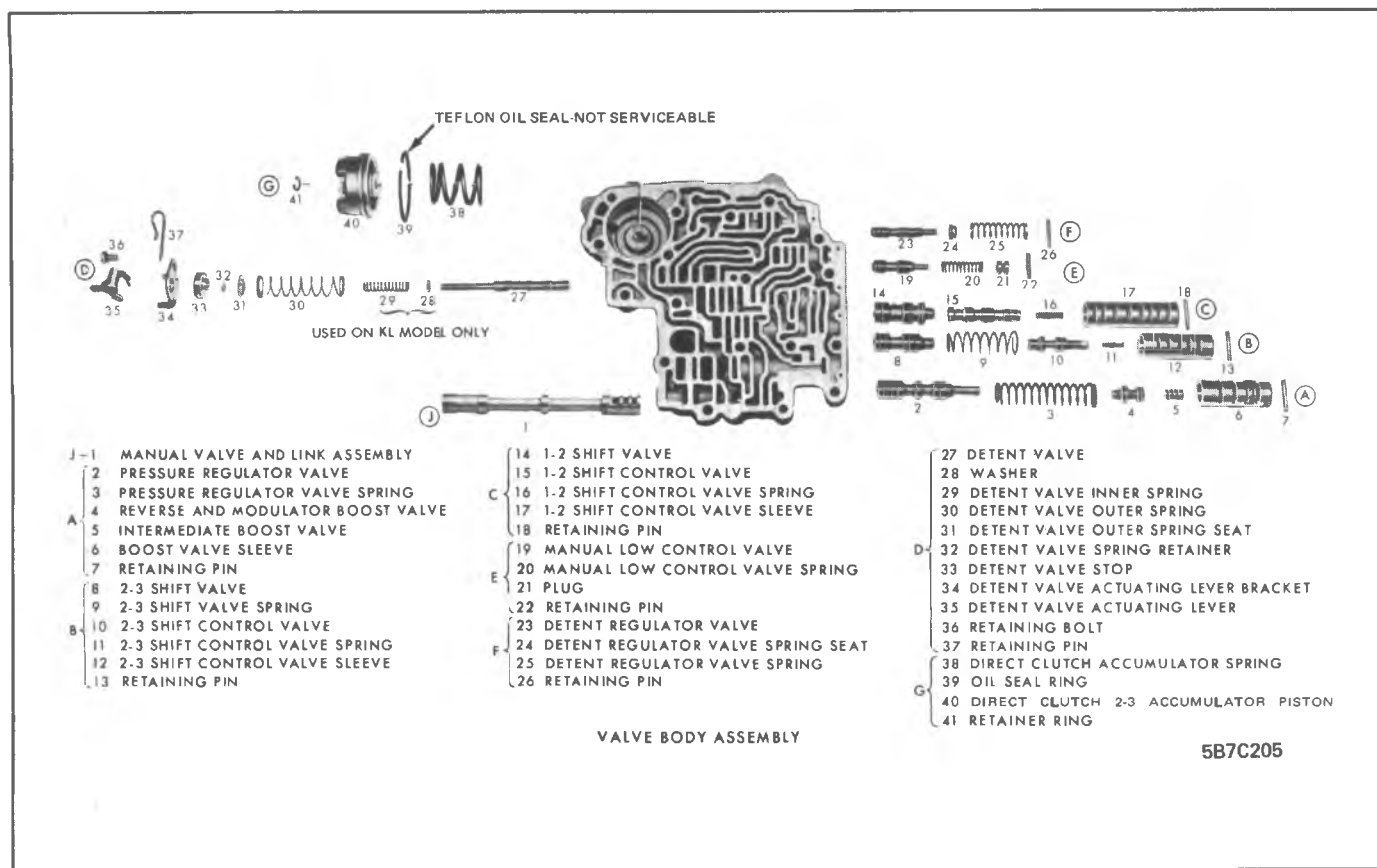 TEFLON OIL SEAL-NOT SERVICEABLE
G
41
40
39
38
36
37
D
35
34
33
32
31
30
29
28
27
USED ON KL MODEL ONLY
23
24
25
26
F
19
20
21
22
E
14
15
16
17
18
C
8
9
10
11
12
13
B
2
3
4
5
6
7
A
J
1
J-1 MANUAL VALVE AND LINK ASSEMBLY
A
2 PRESSURE REGULATOR VALVE
3 PRESSURE REGULATOR VALVE SPRING
4 REVERSE AND MODULATOR BOOST VALVE
5 INTERMEDIATE BOOST VALVE
6 BOOST VALVE SLEEVE
7 RETAINING PIN
B
8 2-3 SHIFT VALVE
9 2-3 SHIFT VALVE SPRING
10 2-3 SHIFT CONTROL VALVE
11 2-3 SHIFT CONTROL VALVE SPRING
12 2-3 SHIFT CONTROL VALVE SLEEVE
13 RETAINING PIN
C
14 1-2 SHIFT VALVE
15 1-2 SHIFT CONTROL VALVE
16 1-2 SHIFT CONTROL VALVE SPRING
17 1-2 SHIFT CONTROL VALVE SLEEVE
18 RETAINING PIN
E
19 MANUAL LOW CONTROL VALVE
20 MANUAL LOW CONTROL VALVE SPRING
21 PLUG
22 RETAINING PIN
F
23 DETENT REGULATOR VALVE
24 DETENT REGULATOR VALVE SPRING SEAT
25 DETENT REGULATOR VALVE SPRING
26 RETAINING PIN
D
27 DETENT VALVE
28 WASHER
29 DETENT VALVE INNER SPRING
30 DETENT VALVE OUTER SPRING
31 DETENT VALVE OUTER SPRING SEAT
32 DETENT VALVE SPRING RETAINER
33 DETENT VALVE STOP
34 DETENT VALVE ACTUATING LEVER BRACKET
35 DETENT VALVE ACTUATING LEVER
36 RETAINING BOLT
37 RETAINING PIN
G
38 DIRECT CLUTCH ACCUMULATOR SPRING
39 OIL SEAL RING
40 DIRECT CLUTCH 2-3 ACCUMULATOR PISTON
41 RETAINER RING
VALVE BODY ASSEMBLY
5B7C205